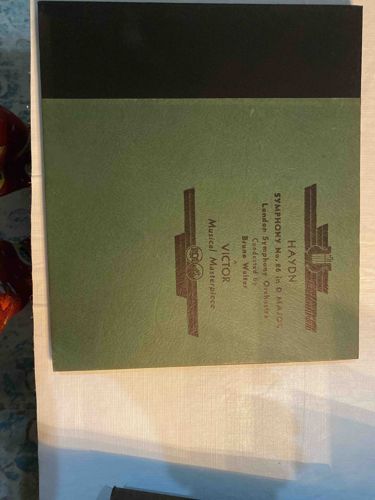 HAYDN
SYMPHONY No. 86 in D MAJOR
London Symphony Orchestra
Conducted by
Bruno Walter
A
VICTOR
Musical Masterpiece